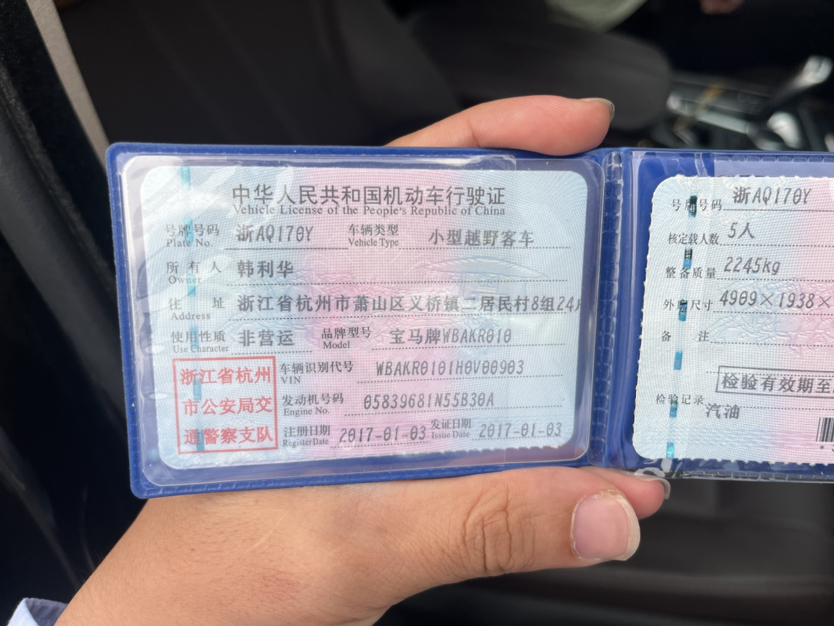 中华人民共和国机动车行驶证
Vehicle License of the People's Republic of China
号牌号码 浙AQ170Y 车辆类型 小型越野客车
Plate No. Vehicle Type
所有人 韩利华
Owner
住址 浙江省杭州市萧山区义桥镇二居民村8组24
Address
使用性质 非营运 品牌型号 宝马牌WBAKR010
Use Character Model
浙江省杭州
市公安局交
通警察支队
车辆识别代号 WBAKR0101H0V00903
VIN
发动机号码 05839681N55B30A
Engine No.
注册日期 2017-01-03 发证日期 2017-01-03
Register Date Issue Date
号牌号码 浙AQ170Y
核定载人数 5人
整备质量 2245kg
外廓尺寸 4909×1938×
备注
检验有效期至
检验记录
汽油